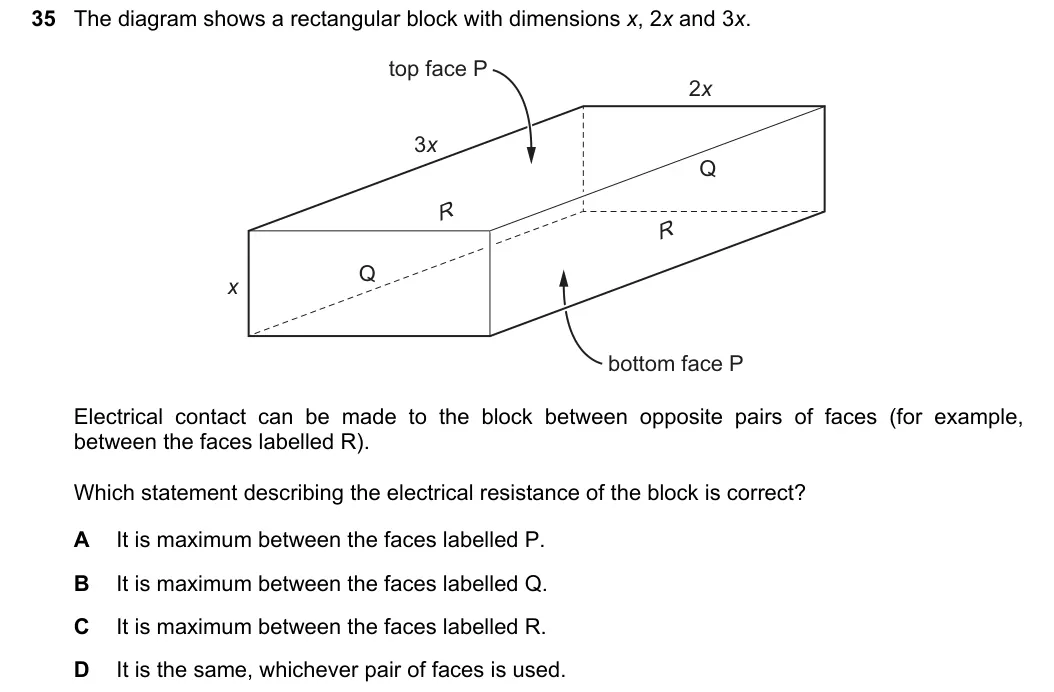 35 The diagram shows a rectangular block with dimensions x, 2x and 3x.
top face P
2x
3x
Q
R
R
Q
x
bottom face P
Electrical contact can be made to the block between opposite pairs of faces (for example,
between the faces labelled R).
Which statement describing the electrical resistance of the block is correct?
A It is maximum between the faces labelled P.
B It is maximum between the faces labelled Q.
C It is maximum between the faces labelled R.
D It is the same, whichever pair of faces is used.